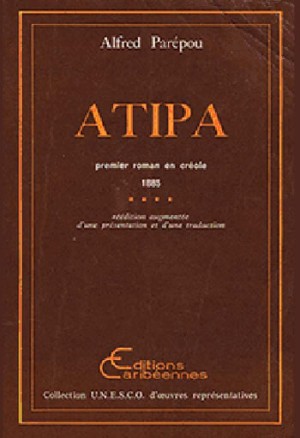 Alfred Parépou
ATIPA
premier roman en créole
1885
réédition augmentée
d'une présentation et d'une traduction
Editions
Caribéennes
Collection U.N.E.S.C.O. d'œuvres représentatives